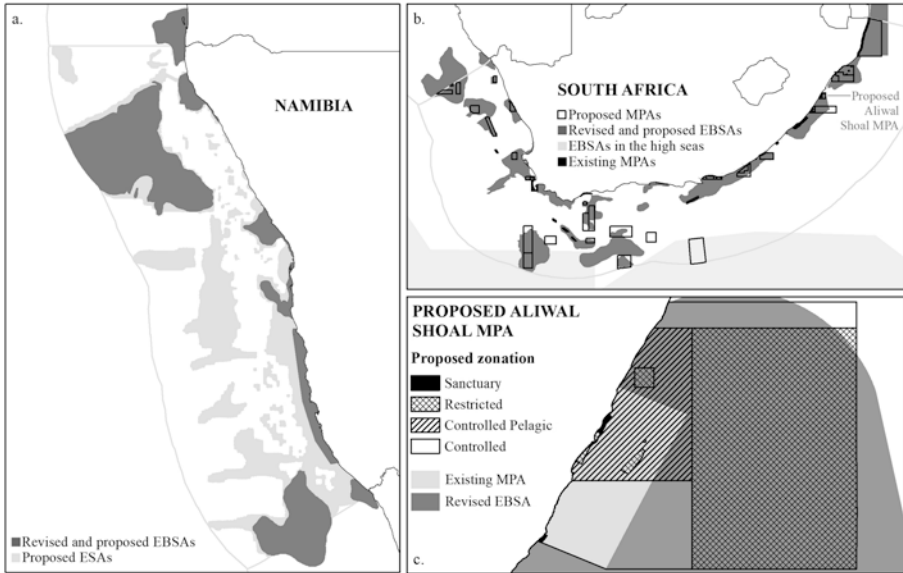 a.
NAMIBIA
Revised and proposed EBSAs
Proposed ESAs
b.
SOUTH AFRICA
Proposed MPAs
Revised and proposed EBSAs
EBSAs in the high seas
Existing MPAs
Proposed
Aliwal
Shoal MPA
PROPOSED ALIWAL
SHOAL MPA
Proposed zonation
Sanctuary
Restricted
Controlled Pelagic
Controlled
Existing MPA
Revised EBSA
c.